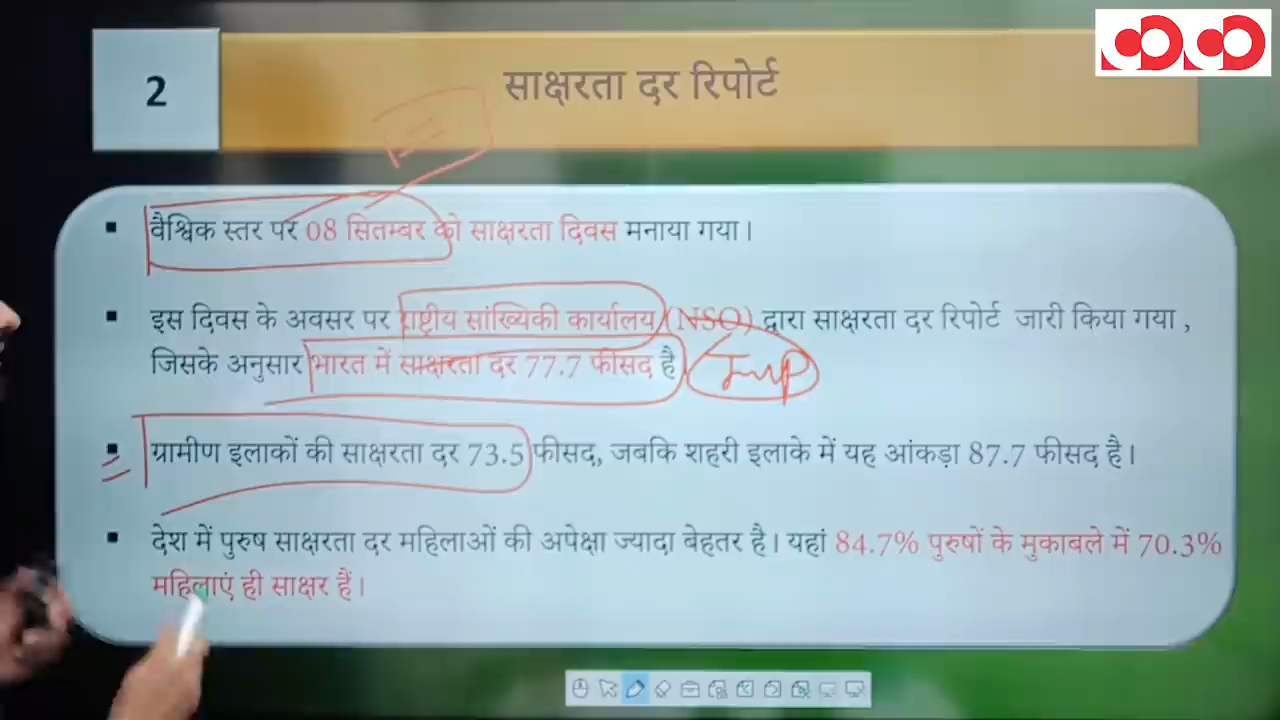 2
साक्षरता दर रिपोर्ट
वैश्विक स्तर पर 08 सितम्बर को साक्षरता दिवस मनाया गया।
इस दिवस के अवसर पर राष्ट्रीय सांख्यिकी कार्यालय (NSO) द्वारा साक्षरता दर रिपोर्ट जारी किया गया,
जिसके अनुसार भारत में साक्षरता दर 77.7 फीसद है
Imp
ग्रामीण इलाकों की साक्षरता दर 73.5 फीसद, जबकि शहरी इलाके में यह आंकड़ा 87.7 फीसद है।
देश में पुरुष साक्षरता दर महिलाओं की अपेक्षा ज्यादा बेहतर है। यहां 84.7% पुरुषों के मुकाबले में 70.3%
महिलाएं ही साक्षर हैं।